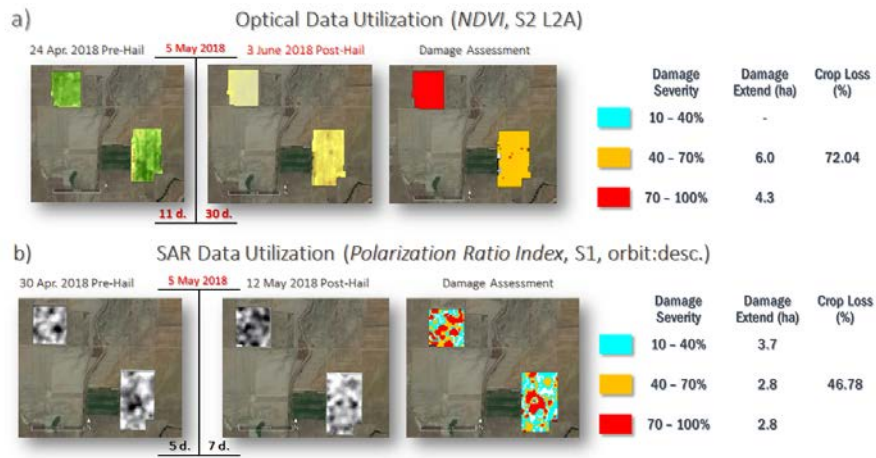 a)
Optical Data Utilization (NDVI, S2 L2A)
24 Apr. 2018 Pre-Hail
5 May 2018
3 June 2018 Post-Hail
Damage Assessment
11 d.
30 d.
Damage Severity
Damage Extend (ha)
Crop Loss (%)
10 – 40%
-
40 – 70%
6.0
72.04
70 – 100%
4.3
b)
SAR Data Utilization (Polarization Ratio Index, S1, orbit:desc.)
30 Apr. 2018 Pre-Hail
5 May 2018
12 May 2018 Post-Hail
Damage Assessment
5 d.
7 d.
Damage Severity
Damage Extend (ha)
Crop Loss (%)
10 – 40%
3.7
40 – 70%
2.8
46.78
70 – 100%
2.8